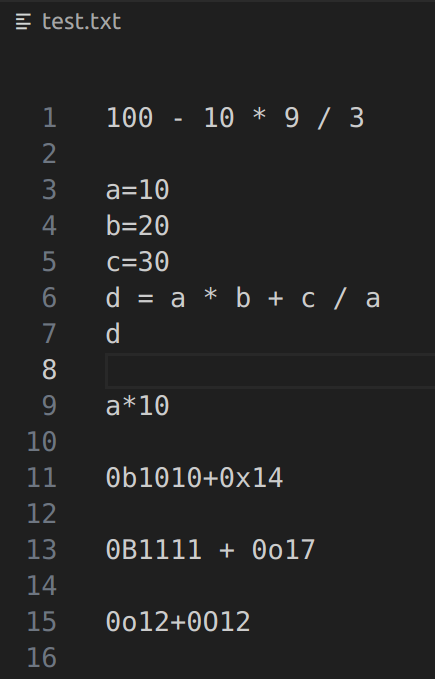 test.txt
1 100 - 10 * 9 / 3
2
3 a=10
4 b=20
5 c=30
6 d = a * b + c / a
7 d
8
9 a*10
10
11 0b1010+0x14
12
13 0B1111 + 0o17
14
15 0o12+0O12
16